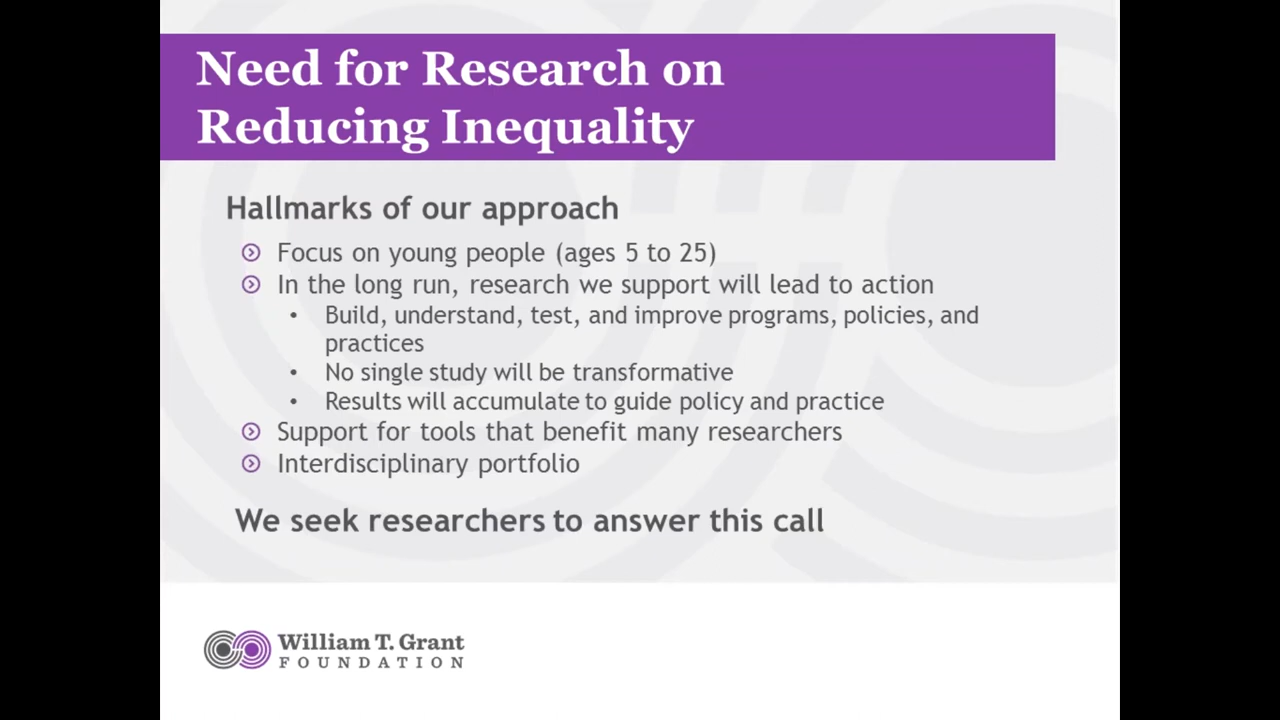 Need for Research on
Reducing Inequality
Hallmarks of our approach
Focus on young people (ages 5 to 25)
In the long run, research we support will lead to action
• Build, understand, test, and improve programs, policies, and
practices
• No single study will be transformative
• Results will accumulate to guide policy and practice
Support for tools that benefit many researchers
Interdisciplinary portfolio
We seek researchers to answer this call
William T. Grant
FOUNDATION